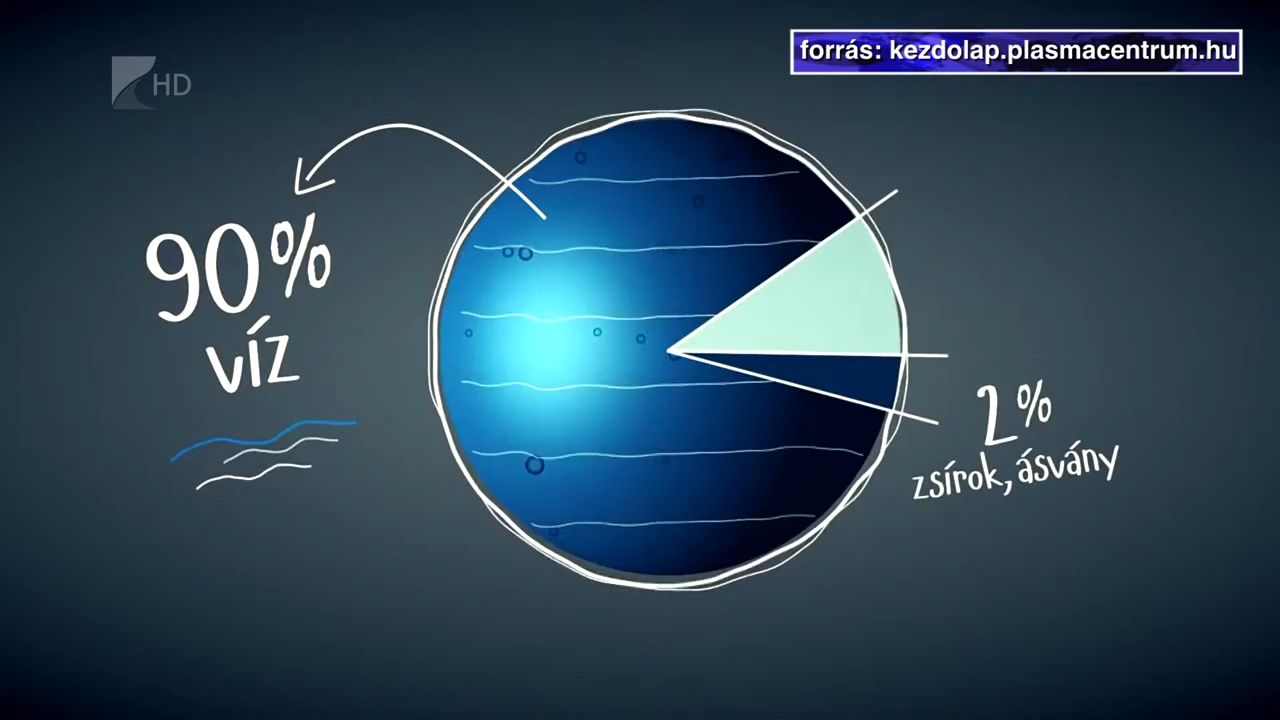 forrás: kezdolap.plasmacentrum.hu
HD
90%
víz
2%
zsírok, ásvány